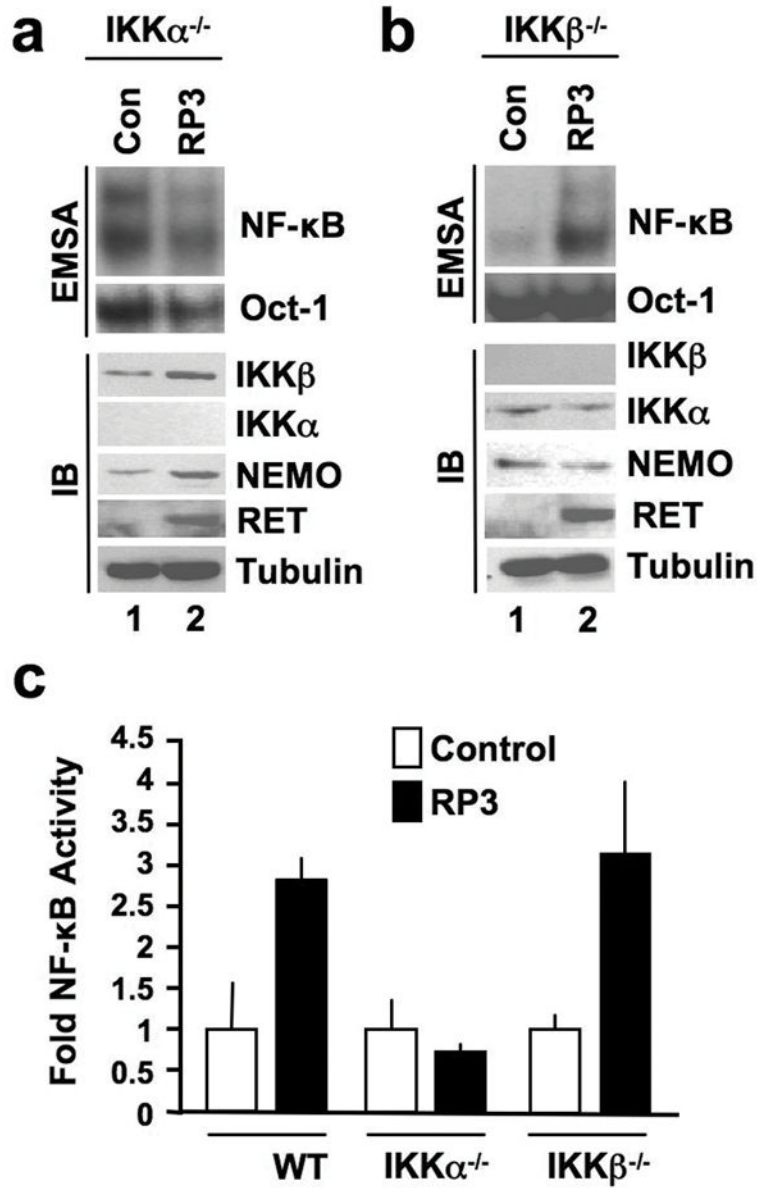 a
IKKα-/-
Con
RP3
EMSA
NF-κB
Oct-1
IB
IKKβ
IKKα
NEMO
RET
Tubulin
1 2
b
IKKβ-/-
Con
RP3
EMSA
NF-κB
Oct-1
IB
IKKβ
IKKα
NEMO
RET
Tubulin
1 2
c
Fold NF-κB Activity
4.5
4
3.5
3
2.5
2
1.5
1
0.5
0
Control
RP3
WT IKKα-/- IKKβ-/-